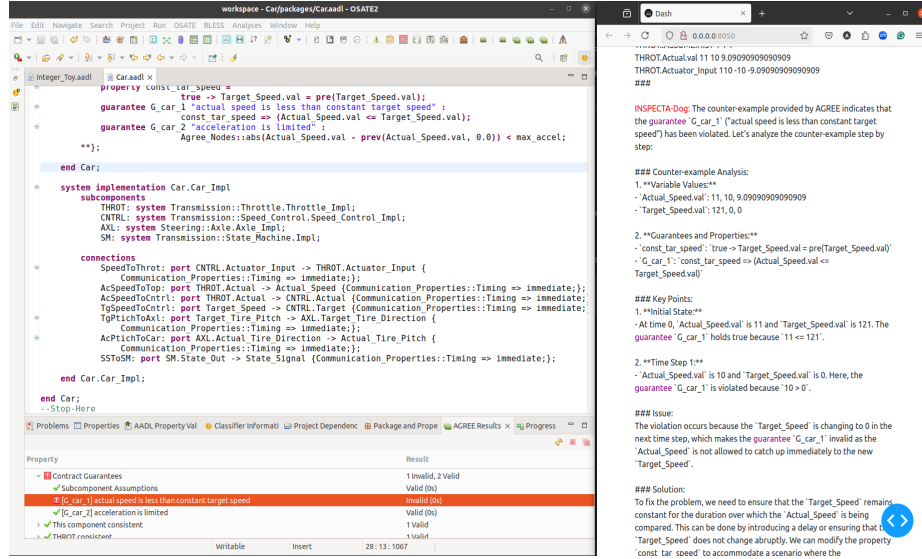 workspace - Car/packages/Car.aadl - OSATE2
File Edit Navigate Search Project Run OSATE BLESS Analyses Window Help
Integer_Toy.aadl
Car.aadl
property const_tar_speed =
true -> Target_Speed.val = pre(Target_Speed.val);
guarantee G_car_1 "actual speed is less than constant target speed" :
const_tar_speed => (Actual_Speed.val <= Target_Speed.val);
guarantee G_car_2 "acceleration is limited" :
Agree_Nodes::abs(Actual_Speed.val - prev(Actual_Speed.val, 0.0)) < max_accel;
**};
end Car;
system implementation Car.Car_Impl
subcomponents
THROT: system Transmission::Throttle.Throttle_Impl;
CNTRL: system Transmission::Speed_Control.Speed_Control_Impl;
AXL: system Steering::Axle.Axle_Impl;
SM: system Transmission::State_Machine.Impl;
connections
SpeedToThrot: port CNTRL.Actuator_Input -> THROT.Actuator_Input {
Communication_Properties::Timing => immediate;};
AcSpeedToTop: port THROT.Actual -> Actual_Speed {Communication_Properties::Timing => immediate;};
AcSpeedToCntrl: port THROT.Actual -> CNTRL.Actual {Communication_Properties::Timing => immediate;
TgSpeedToCntrl: port Target_Speed -> CNTRL.Target {Communication_Properties::Timing => immediate;
TgPtichToAxl: port Target_Tire_Pitch -> AXL.Target_Tire_Direction {
Communication_Properties::Timing => immediate;};
AcPtichToCar: port AXL.Actual_Tire_Direction -> Actual_Tire_Pitch {
Communication_Properties::Timing => immediate;};
SSToSM: port SM.State_Out -> State_Signal {Communication_Properties::Timing => immediate;};
end Car.Car_Impl;
end Car;
--Stop-Here
Problems Properties AADL Property Val Classifier Informati Project Dependenc Package and Prope AGREE Results Progress
Property Result
Contract Guarantees 1 Invalid, 2 Valid
Subcomponent Assumptions Valid (0s)
[G_car_1] actual speed is less than constant target speed Invalid (0s)
[G_car_2] acceleration is limited Valid (0s)
This component consistent 1 Valid
THROT consistent 1 Valid
Writable Insert 28 : 13 : 1067
Dash
0.0.0.0:8050
THROT.Actual.val 11 10 9.09090909090909
THROT.Actuator_Input 110 -10 -9.09090909090909
###
INSPECTA-Dog: The counter-example provided by AGREE indicates that
the guarantee `G_car_1` ("actual speed is less than constant target
speed") has been violated. Let's analyze the counter-example step by
step:
### Counter-example Analysis:
1. **Variable Values:**
- `Actual_Speed.val`: 11, 10, 9.09090909090909
- `Target_Speed.val`: 121, 0, 0
2. **Guarantees and Properties:**
- `const_tar_speed`: `true -> Target_Speed.val = pre(Target_Speed.val)`
- `G_car_1`: `const_tar_speed => (Actual_Speed.val <=
Target_Speed.val)`
### Key Points:
1. **Initial State:**
- At time 0, `Actual_Speed.val` is 11 and `Target_Speed.val` is 121. The
guarantee `G_car_1` holds true because `11 <= 121`.
2. **Time Step 1:**
- `Actual_Speed.val` is 10 and `Target_Speed.val` is 0. Here, the
guarantee `G_car_1` is violated because `10 > 0`.
### Issue:
The violation occurs because the `Target_Speed` is changing to 0 in the
next time step, which makes the guarantee `G_car_1` invalid as the
`Actual_Speed` is not allowed to catch up immediately to the new
`Target_Speed`.
### Solution:
To fix the problem, we need to ensure that the `Target_Speed` remains
constant for the duration over which the `Actual_Speed` is being
compared. This can be done by introducing a delay or ensuring that
`Target_Speed` does not change abruptly. We can modify the property
`const_tar_speed` to accommodate a scenario where the